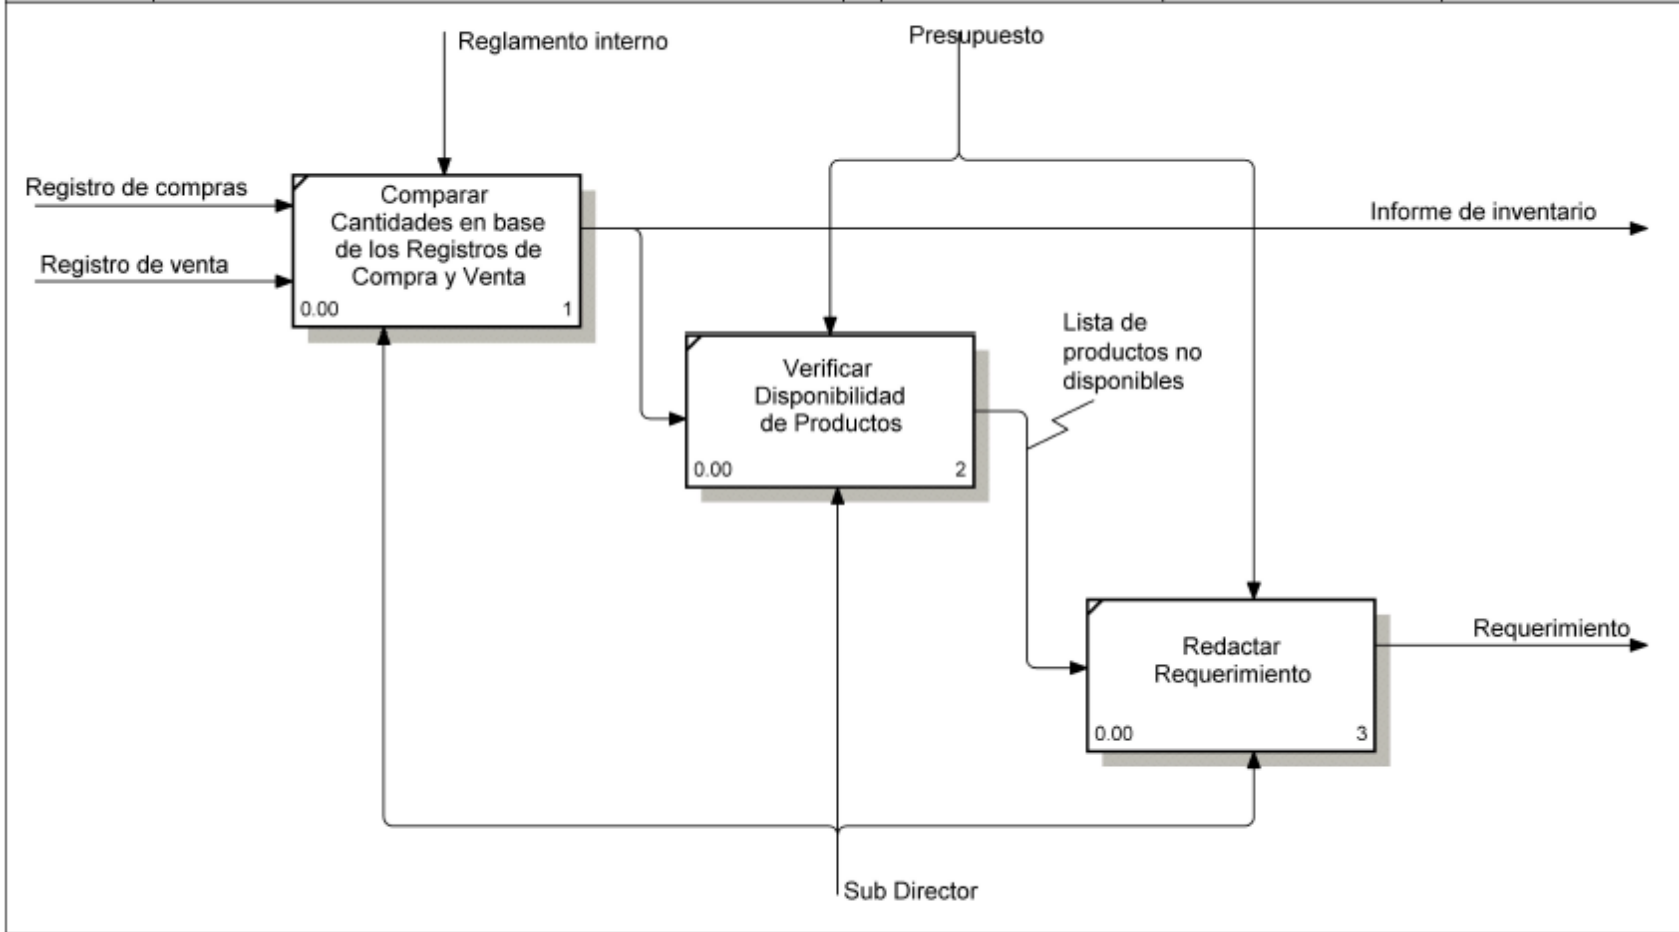 Reglamento interno
Presupuesto
Registro de compras
Registro de venta
Comparar
Cantidades en base
de los Registros de
Compra y Venta
0.00 1
Informe de inventario
Verificar
Disponibilidad
de Productos
0.00 2
Lista de
productos no
disponibles
Redactar
Requerimiento
0.00 3
Requerimiento
Sub Director